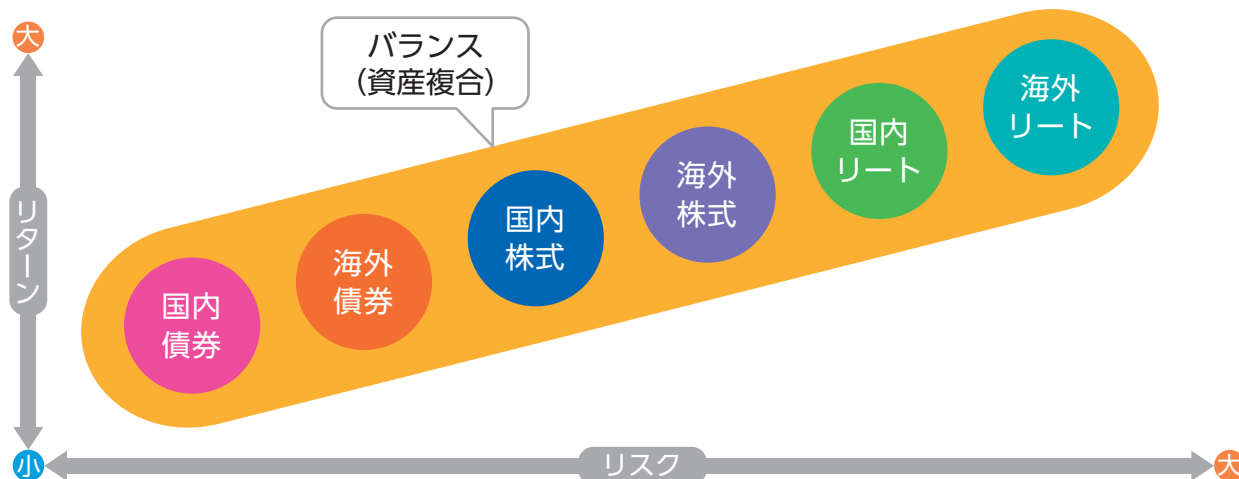 大
バランス
(資産複合)
海外
リート
国内
リート
海外
株式
国内
株式
海外
債券
国内
債券
リターン
小
リスク
大